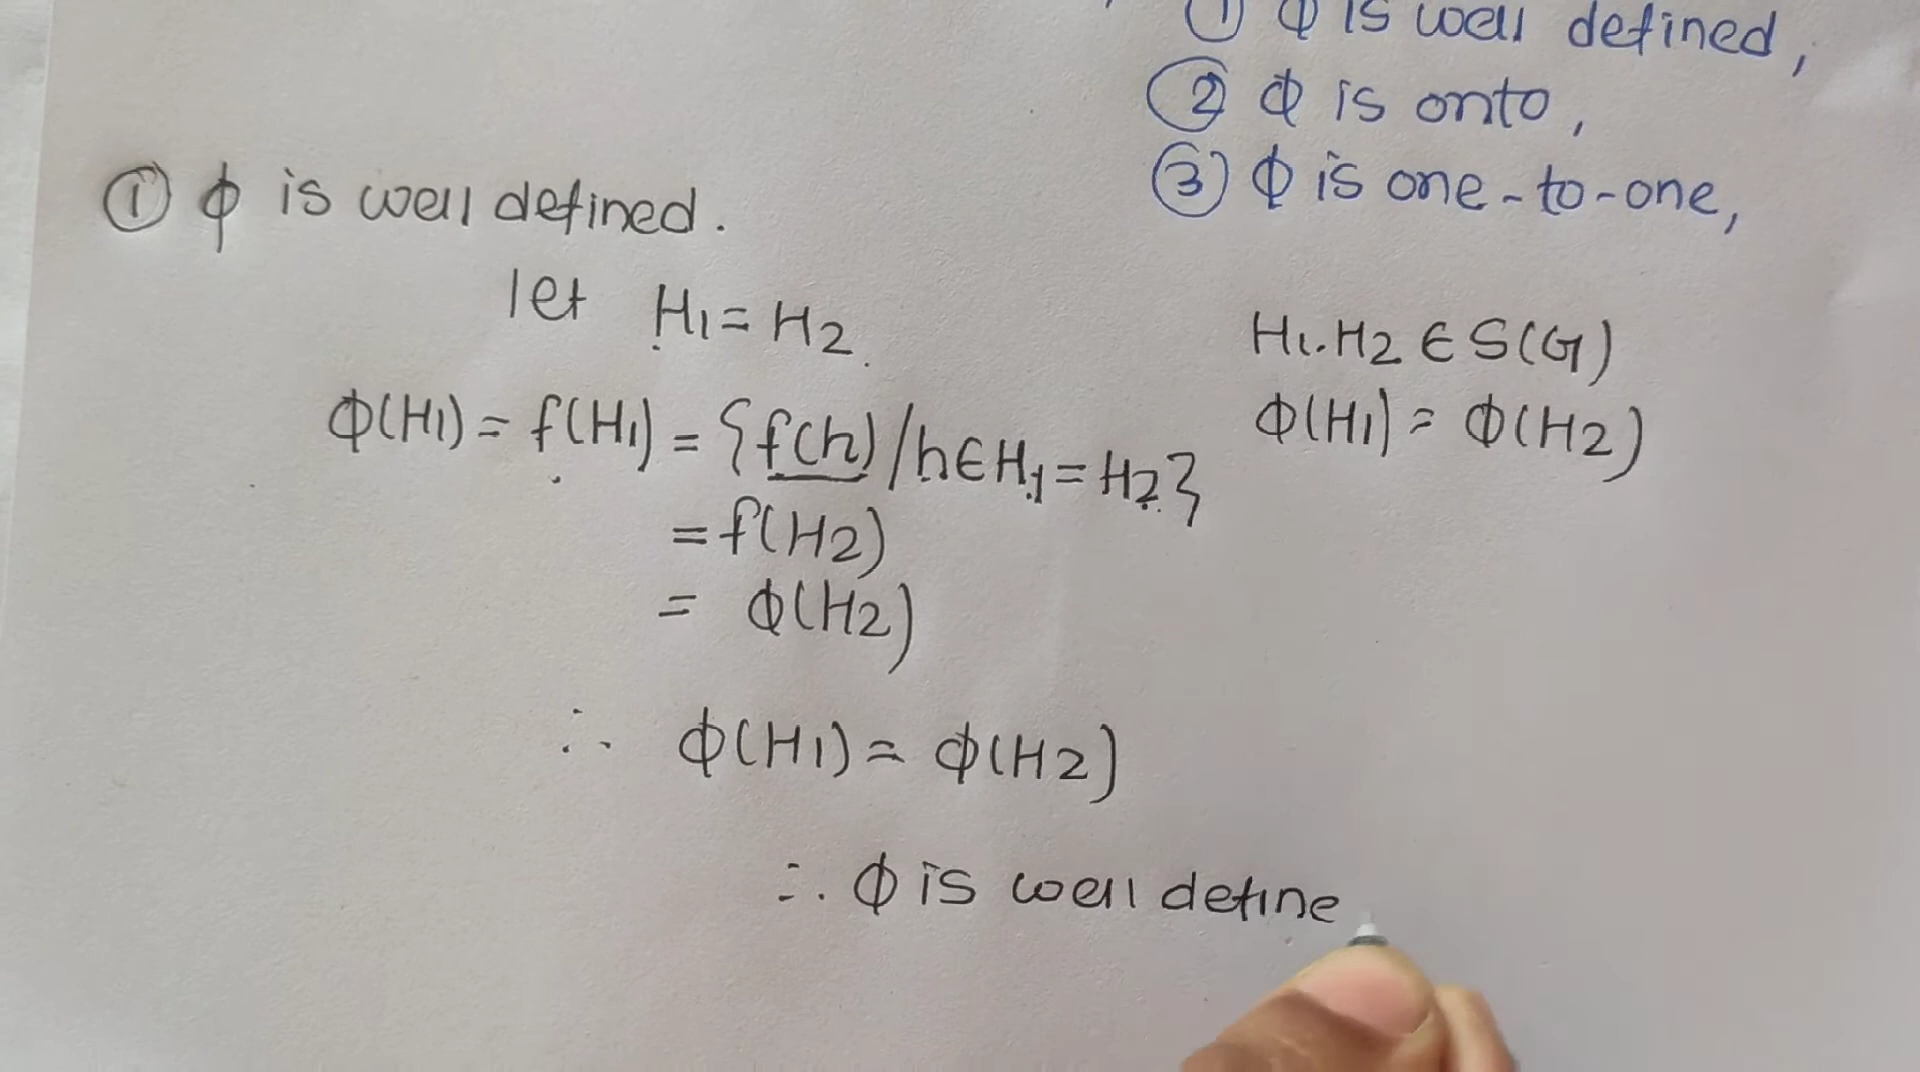 ① Φ is well defined,
② Φ is onto,
③ Φ is one-to-one,
① ϕ is well defined.
let H1 = H2.
H1.H2 ∈ S(G)
Φ(H1) = f(H1) = {f(h)/h∈H1 = H2}
Φ(H1) = Φ(H2)
= f(H2)
= Φ(H2)
∴ Φ(H1) = Φ(H2)
∴ Φ is well define